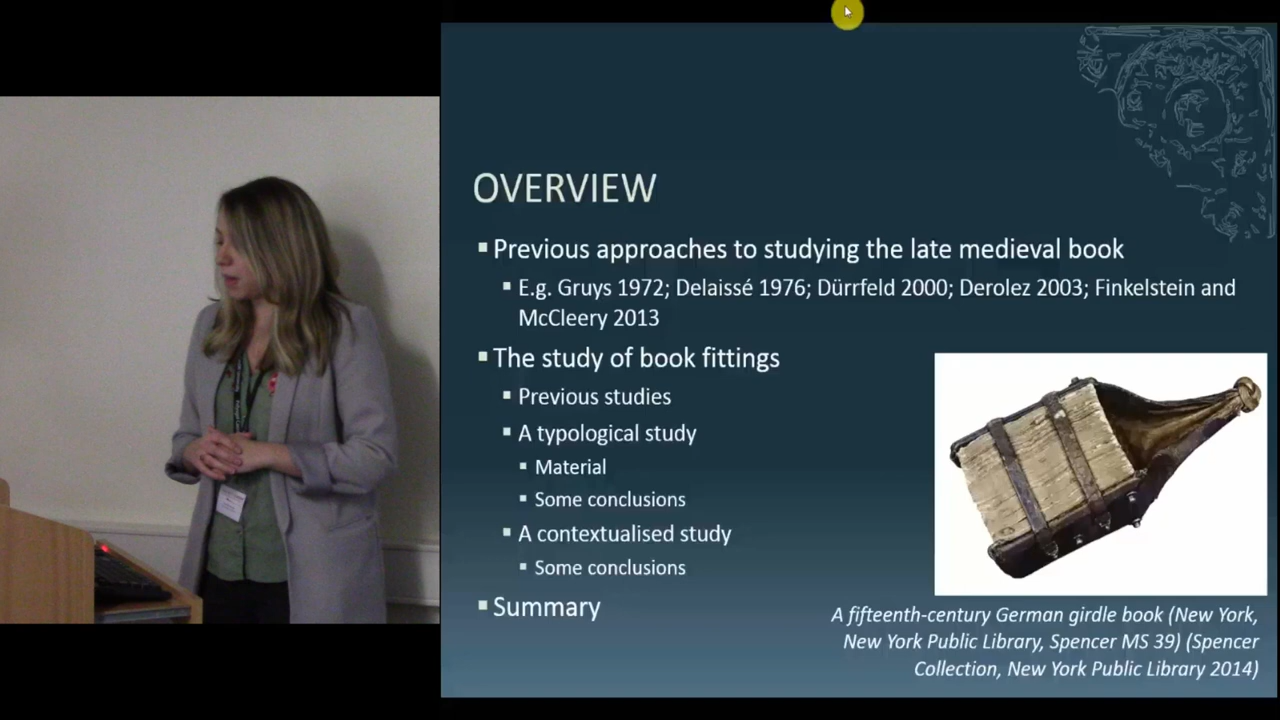 OVERVIEW
▪Previous approaches to studying the late medieval book
▪ E.g. Gruys 1972; Delaissé 1976; Dürrfeld 2000; Derolez 2003; Finkelstein and
McCleery 2013
▪The study of book fittings
▪ Previous studies
▪ A typological study
▪ Material
▪ Some conclusions
▪ A contextualised study
▪ Some conclusions
▪Summary
A fifteenth-century German girdle book (New York,
New York Public Library, Spencer MS 39) (Spencer
Collection, New York Public Library 2014)